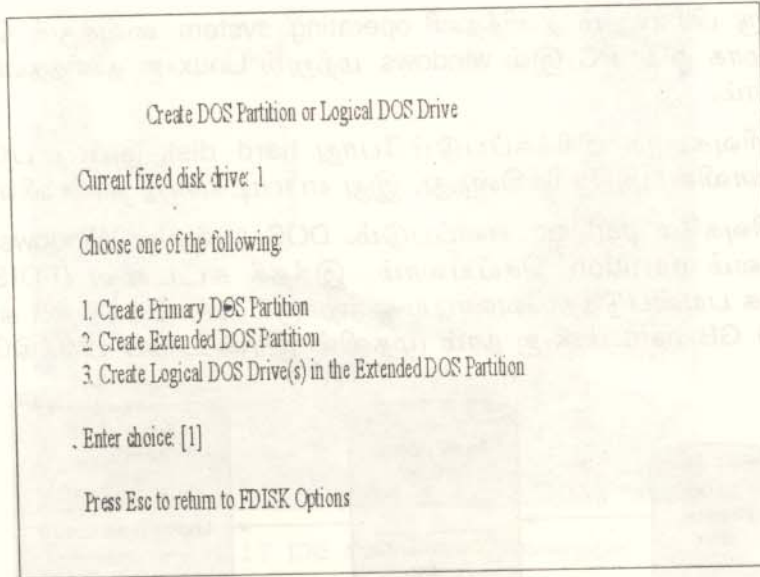 Create DOS Partition or Logical DOS Drive
Current fixed disk drive: 1
Choose one of the following:
1. Create Primary DOS Partition
2. Create Extended DOS Partition
3. Create Logical DOS Drive(s) in the Extended DOS Partition
Enter choice: [1]
Press Esc to return to FDISK Options